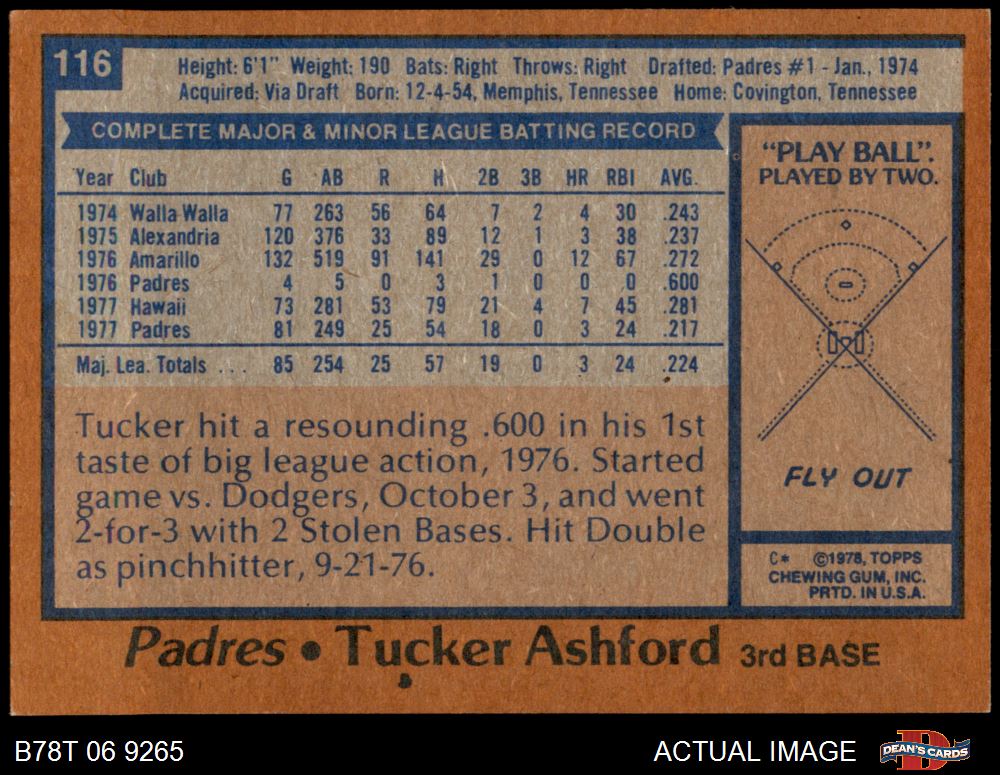 116
Height: 6'1" Weight: 190 Bats: Right Throws: Right Drafted: Padres #1 - Jan., 1974
Acquired: Via Draft Born: 12-4-54, Memphis, Tennessee Home: Covington, Tennessee
COMPLETE MAJOR & MINOR LEAGUE BATTING RECORD
Year Club G AB R H 2B 3B HR RBI AVG.
1974 Walla Walla 77 263 56 64 7 2 4 30 .243
1975 Alexandria 120 376 33 89 12 1 3 38 .237
1976 Amarillo 132 519 91 141 29 0 12 67 .272
1976 Padres 4 5 0 3 1 0 0 0 .600
1977 Hawaii 73 281 53 79 21 4 7 45 .281
1977 Padres 81 249 25 54 18 0 3 24 .217
Maj. Lea. Totals ... 85 254 25 57 19 0 3 24 .224
Tucker hit a resounding .600 in his 1st
taste of big league action, 1976. Started
game vs. Dodgers, October 3, and went
2-for-3 with 2 Stolen Bases. Hit Double
as pinchhitter, 9-21-76.
"PLAY BALL".
PLAYED BY TWO.
FLY OUT
C* ©1978, TOPPS
CHEWING GUM, INC.
PRTD. IN U.S.A.
Padres • Tucker Ashford 3rd BASE
B78T 06 9265
ACTUAL IMAGE
DEAN'S CARDS